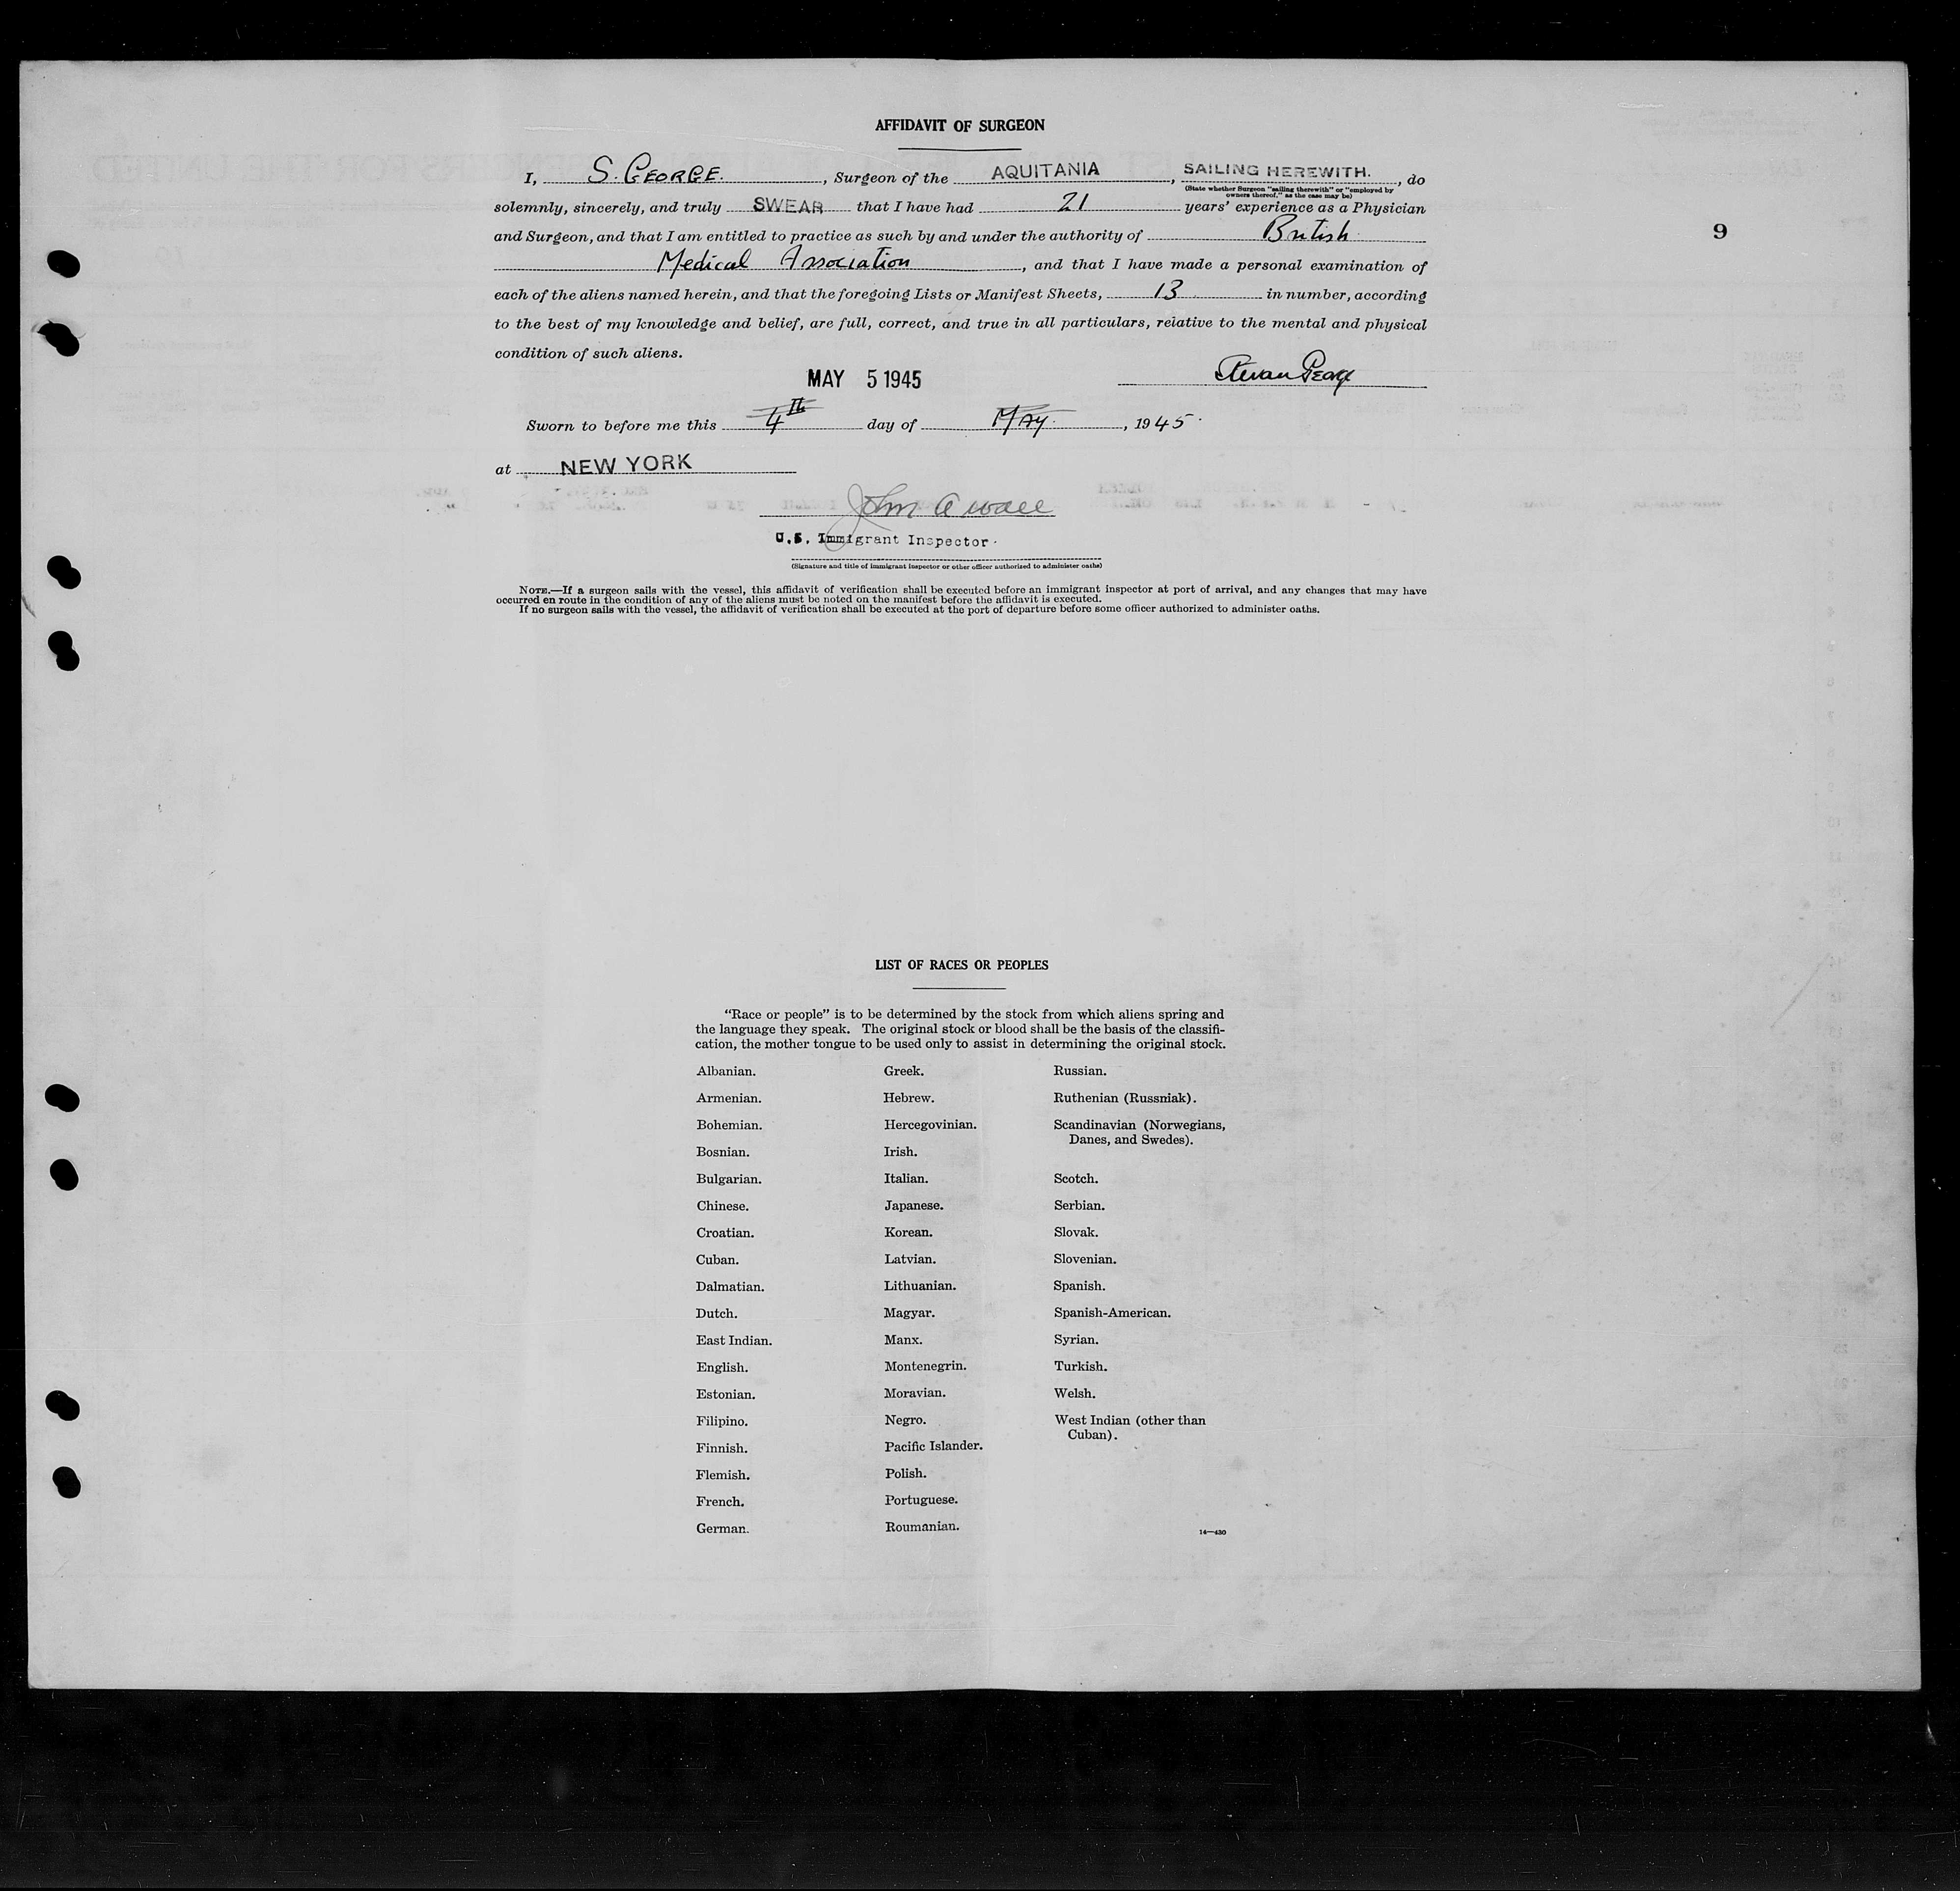 AFFIDAVIT OF SURGEON
I, S. GEORGE. , Surgeon of the AQUITANIA , SAILING HEREWITH. , do
(State whether Surgeon "sailing therewith" or "employed by
owners thereof," as the case may be)
solemnly, sincerely, and truly SWEAR that I have had 21 years' experience as a Physician
9
and Surgeon, and that I am entitled to practice as such by and under the authority of British
Medical Association , and that I have made a personal examination of
each of the aliens named herein, and that the foregoing Lists or Manifest Sheets, 13 in number, according
to the best of my knowledge and belief, are full, correct, and true in all particulars, relative to the mental and physical
condition of such aliens.
MAY 5 1945 George
Sworn to before me this 4th day of May. , 1945.
at NEW YORK
John A
U.S. Immigrant Inspector.
(Signature and title of immigrant inspector or other officer authorized to administer oaths)
NOTE.—If a surgeon sails with the vessel, this affidavit of verification shall be executed before an immigrant inspector at port of arrival, and any changes that may have
occurred en route in the condition of any of the aliens must be noted on the manifest before the affidavit is executed.
If no surgeon sails with the vessel, the affidavit of verification shall be executed at the port of departure before some officer authorized to administer oaths.
LIST OF RACES OR PEOPLES
"Race or people" is to be determined by the stock from which aliens spring and
the language they speak. The original stock or blood shall be the basis of the classifi-
cation, the mother tongue to be used only to assist in determining the original stock.
Albanian.
Armenian.
Bohemian.
Bosnian.
Bulgarian.
Chinese.
Croatian.
Cuban.
Dalmatian.
Dutch.
East Indian.
English.
Estonian.
Filipino.
Finnish.
Flemish.
French.
German.
Greek.
Hebrew.
Hercegovinian.
Irish.
Italian.
Japanese.
Korean.
Latvian.
Lithuanian.
Magyar.
Manx.
Montenegrin.
Moravian.
Negro.
Pacific Islander.
Polish.
Portuguese.
Roumanian.
Russian.
Ruthenian (Russniak).
Scandinavian (Norwegians,
Danes, and Swedes).
Scotch.
Serbian.
Slovak.
Slovenian.
Spanish.
Spanish-American.
Syrian.
Turkish.
Welsh.
West Indian (other than
Cuban).
14—430